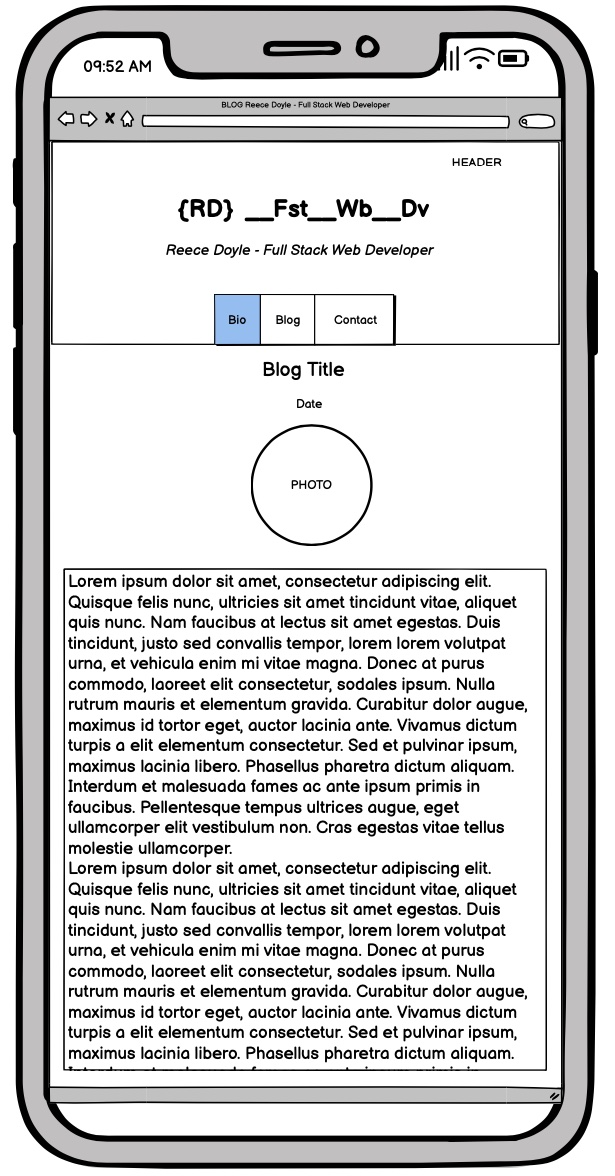 09:52 AM
BLOG Reece Doyle - Full Stack Web Developer
HEADER
{RD} __Fst__Wb__Dv
Reece Doyle - Full Stack Web Developer
Bio Blog Contact
Blog Title
Date
PHOTO
Lorem ipsum dolor sit amet, consectetur adipiscing elit.
Quisque felis nunc, ultricies sit amet tincidunt vitae, aliquet
quis nunc. Nam faucibus at lectus sit amet egestas. Duis
tincidunt, justo sed convallis tempor, lorem lorem volutpat
urna, et vehicula enim mi vitae magna. Donec at purus
commodo, laoreet elit consectetur, sodales ipsum. Nulla
rutrum mauris et elementum gravida. Curabitur dolor augue,
maximus id tortor eget, auctor lacinia ante. Vivamus dictum
turpis a elit elementum consectetur. Sed et pulvinar ipsum,
maximus lacinia libero. Phasellus pharetra dictum aliquam.
Interdum et malesuada fames ac ante ipsum primis in
faucibus. Pellentesque tempus ultrices augue, eget
ullamcorper elit vestibulum non. Cras egestas vitae tellus
molestie ullamcorper.
Lorem ipsum dolor sit amet, consectetur adipiscing elit.
Quisque felis nunc, ultricies sit amet tincidunt vitae, aliquet
quis nunc. Nam faucibus at lectus sit amet egestas. Duis
tincidunt, justo sed convallis tempor, lorem lorem volutpat
urna, et vehicula enim mi vitae magna. Donec at purus
commodo, laoreet elit consectetur, sodales ipsum. Nulla
rutrum mauris et elementum gravida. Curabitur dolor augue,
maximus id tortor eget, auctor lacinia ante. Vivamus dictum
turpis a elit elementum consectetur. Sed et pulvinar ipsum,
maximus lacinia libero. Phasellus pharetra dictum aliquam.